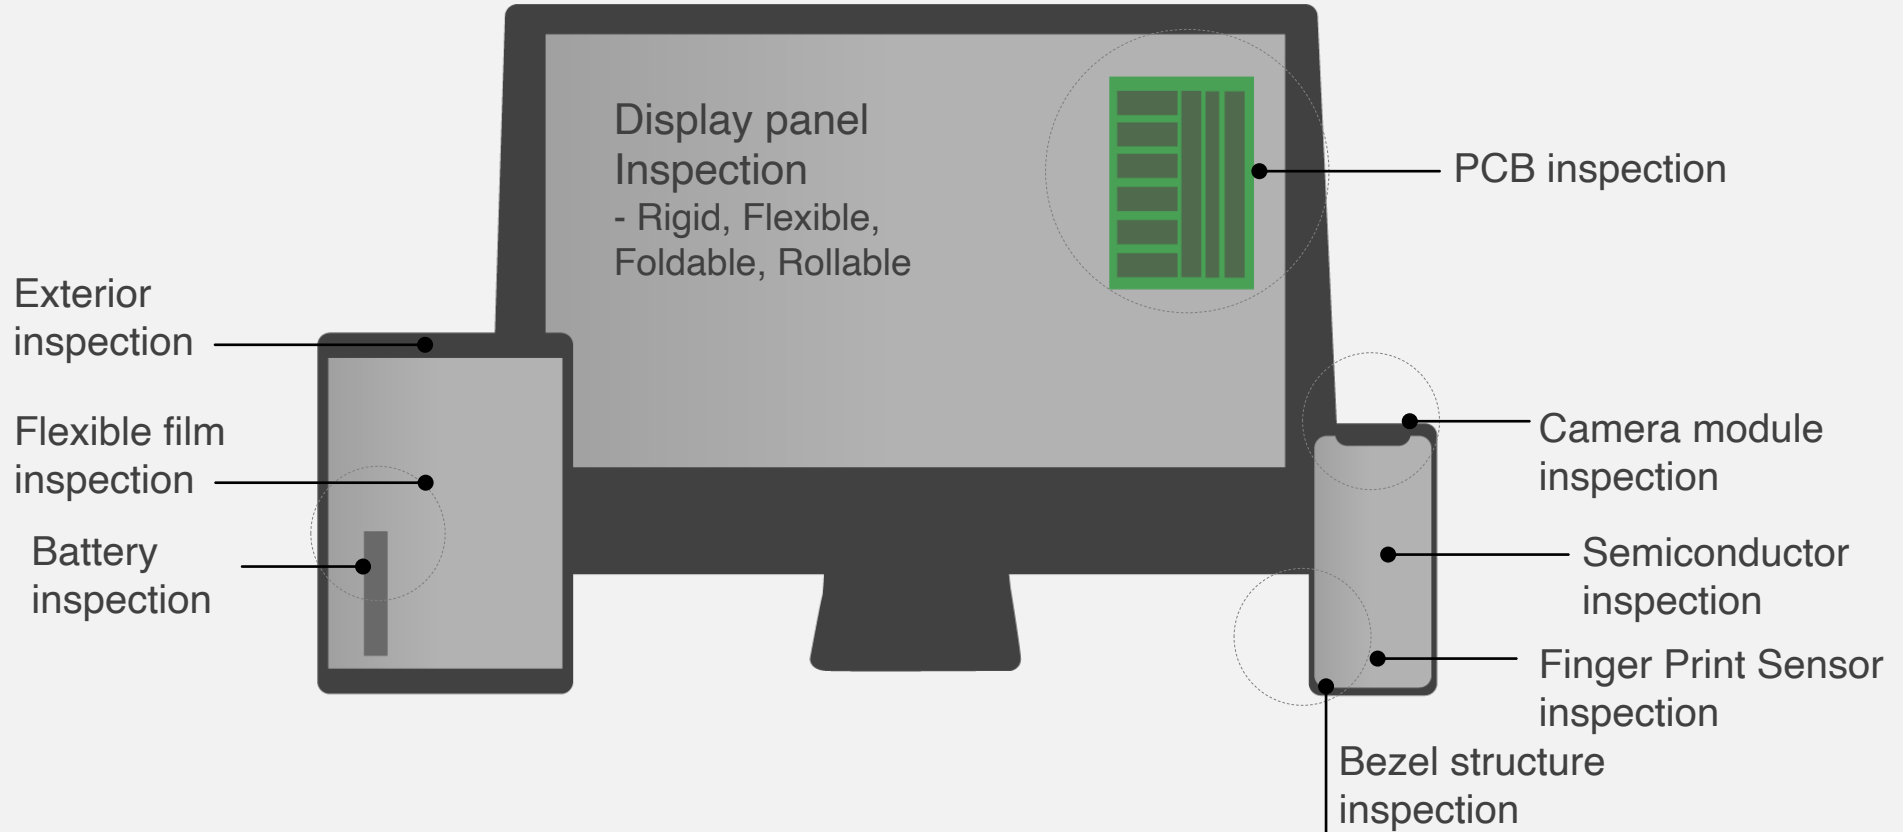 Display panel
Inspection
- Rigid, Flexible,
Foldable, Rollable
PCB inspection
Exterior
inspection
Flexible film
inspection
Battery
inspection
Camera module
inspection
Semiconductor
inspection
Finger Print Sensor
inspection
Bezel structure
inspection